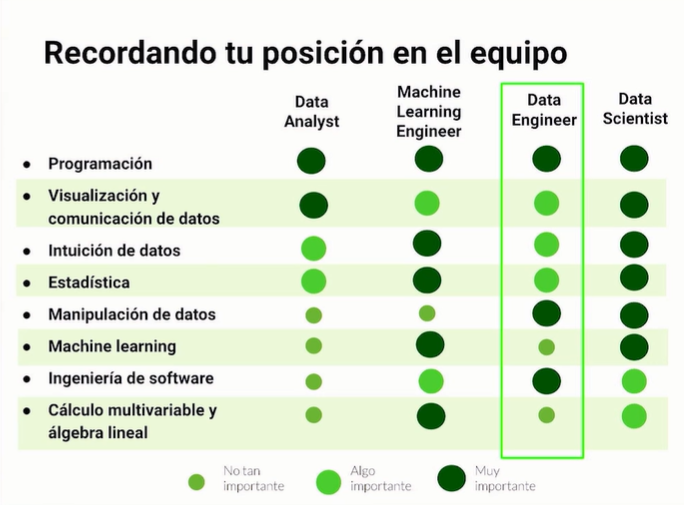 Recordando tu posición en el equipo
Data
Analyst
Machine
Learning
Engineer
Data
Engineer
Data
Scientist
• Programación
• Visualización y
comunicación de datos
• Intuición de datos
• Estadística
• Manipulación de datos
• Machine learning
• Ingeniería de software
• Cálculo multivariable y
álgebra lineal
No tan
importante
Algo
importante
Muy
importante